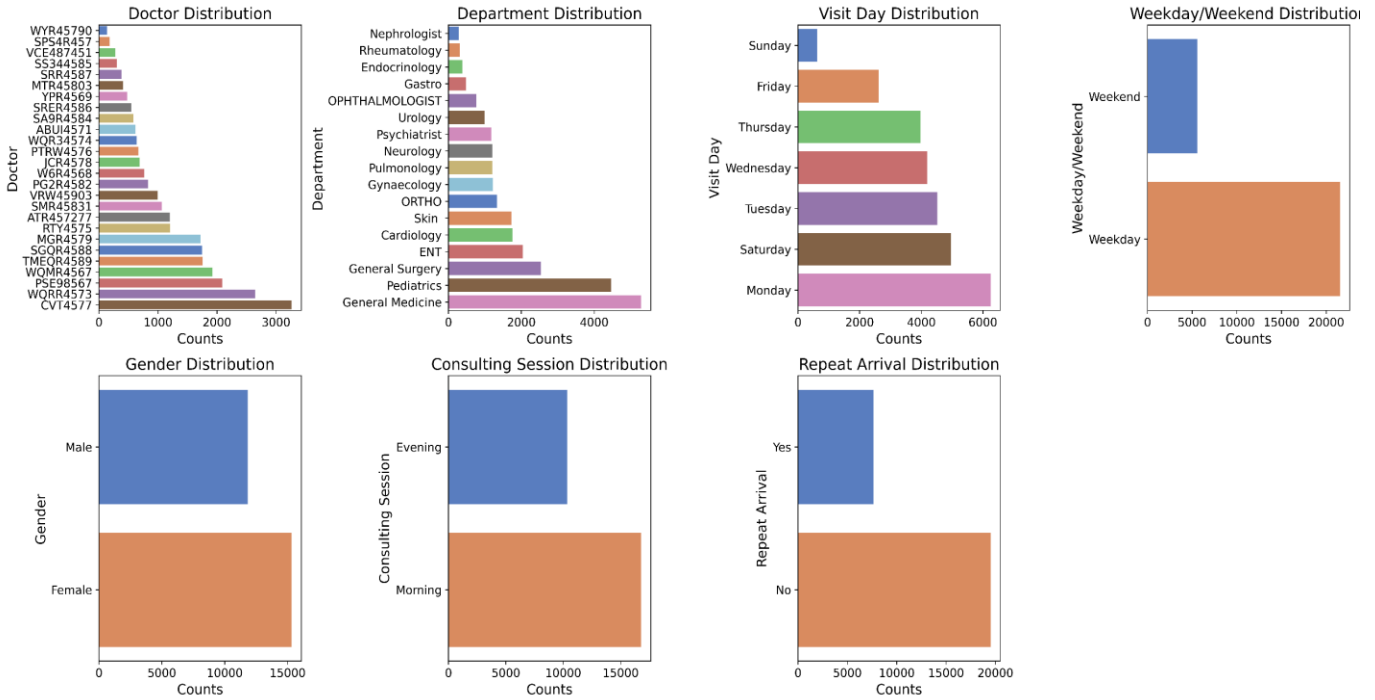 Doctor Distribution
Doctor
WYR45790
SPS4R457
VCE487451
SS344585
SRR4587
MTR45803
YPR4569
SRER4586
SA9R4584
ABUI4571
WQR34574
PTRW4576
JCR4578
W6R4568
PG2R4582
VRW45903
SMR45831
ATR457277
RTY4575
MGR4579
SGQR4588
TMEQR4589
WQMR4567
PSE98567
WQRR4573
CVT4577
0 1000 2000 3000
Counts
Department Distribution
Department
Nephrologist
Rheumatology
Endocrinology
Gastro
OPHTHALMOLOGIST
Urology
Psychiatrist
Neurology
Pulmonology
Gynaecology
ORTHO
Skin
Cardiology
ENT
General Surgery
Pediatrics
General Medicine
0 2000 4000
Counts
Visit Day Distribution
Visit Day
Sunday
Friday
Thursday
Wednesday
Tuesday
Saturday
Monday
0 2000 4000 6000
Counts
Weekday/Weekend Distribution
Weekday/Weekend
Weekend
Weekday
0 5000 10000 15000 20000
Counts
Gender Distribution
Gender
Male
Female
0 5000 10000 15000
Counts
Consulting Session Distribution
Consulting Session
Evening
Morning
0 5000 10000 15000
Counts
Repeat Arrival Distribution
Repeat Arrival
Yes
No
0 5000 10000 15000 20000
Counts